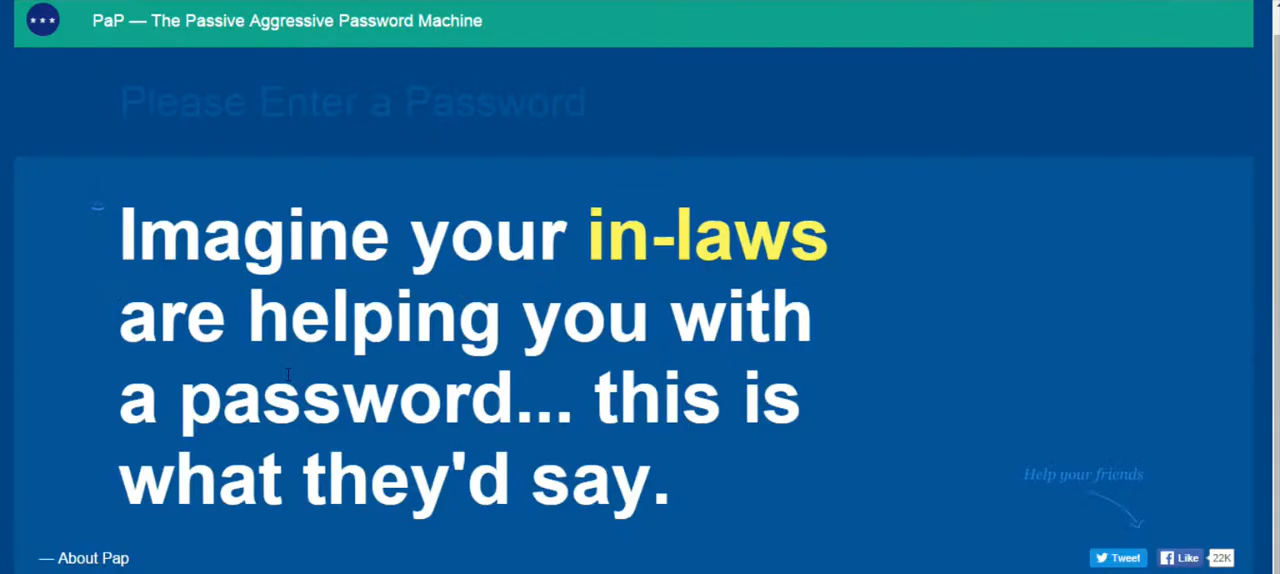 ***
PaP — The Passive Aggressive Password Machine
Please Enter a Password
Imagine your in-laws
are helping you with
a password... this is
what they'd say.
Help your friends
— About Pap
Tweet
Like
22K